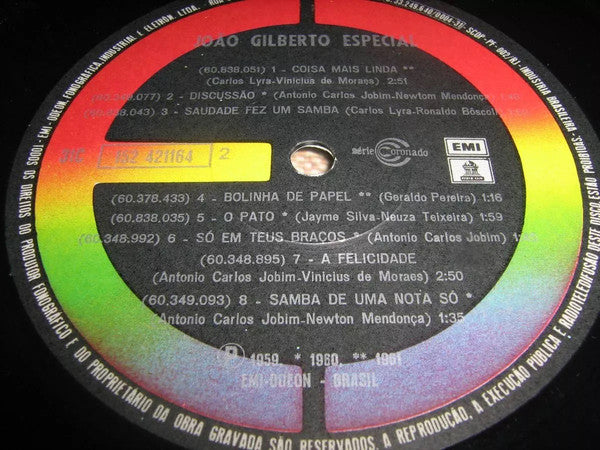 JOÃO GILBERTO ESPECIAL
(60.838.051) 1 - COISA MAIS LINDA **
(Carlos Lyra-Vinicius de Moraes) 2:51
(60.349.077) 2 - DISCUSSÃO * (Antonio Carlos Jobim-Newtom Mendonça)
(60.348.043) 3 - SAUDADE FEZ UM SAMBA (Carlos Lyra-Ronaldo Bôscoli)
31C 052 421164 2
série Coronado
EMI
(60.378.433) 4 - BOLINHA DE PAPEL ** (Geraldo Pereira) 1:16
(60.838.035) 5 - O PATO * (Jayme Silva-Neuza Teixeira) 1:59
(60.348.992) 6 - SÓ EM TEUS BRAÇOS * (Antonio Carlos Jobim)
(60.348.895) 7 - A FELICIDADE
(Antonio Carlos Jobim-Vinicius de Moraes) 2:50
(60.349.093) 8 - SAMBA DE UMA NOTA SÓ *
(Antonio Carlos Jobim-Newton Mendonça) 1:35
Ⓟ 1959, * 1960, ** 1961
EMI-ODEON - BRASIL
EMI-ODEON, FONOGRÁFICA, INDUSTRIAL E ELETRÔN. LTDA.
INDÚSTRIA BRASILEIRA
TODOS OS DIREITOS DO PRODUTOR FONOGRÁFICO E DO PROPRIETÁRIO DA OBRA GRAVADA SÃO RESERVADOS. A REPRODUÇÃO, A EXECUÇÃO PÚBLICA E RADIOTELEDIFUSÃO DESTE DISCO ESTÃO